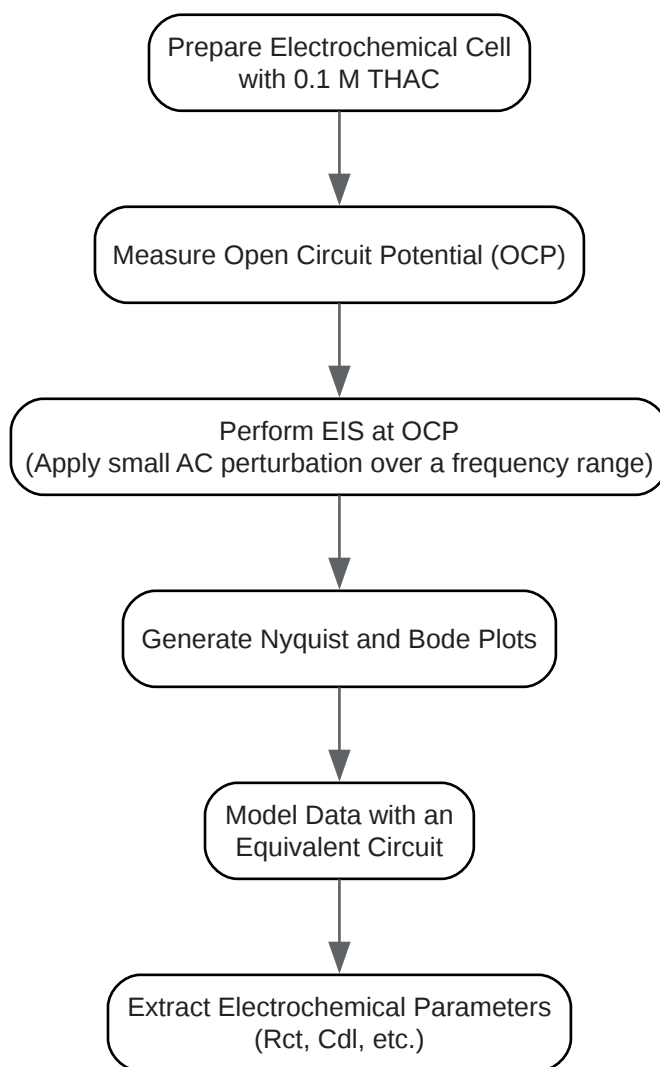 Prepare Electrochemical Cell
with 0.1 M THAC
Measure Open Circuit Potential (OCP)
Perform EIS at OCP
(Apply small AC perturbation over a frequency range)
Generate Nyquist and Bode Plots
Model Data with an
Equivalent Circuit
Extract Electrochemical Parameters
(Rct, Cdl, etc.)